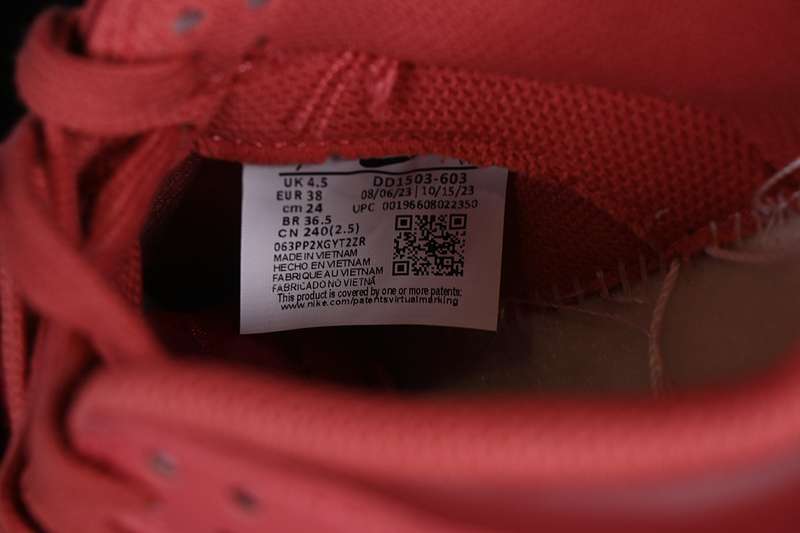 UK 4.5 DD1503-603
EUR 38 08/06/23 | 10/15/23
cm 24 UPC 00196608022350
BR 36.5
CN 240(2.5)
063PP2XGYT2ZR
MADE IN VIETNAM
HECHO EN VIETNAM
FABRIQUE AU VIETNAM
FABRICADO NO VIETNÃ
This product is covered by one or more patents:
www.nike.com/patentsvirtualmarking